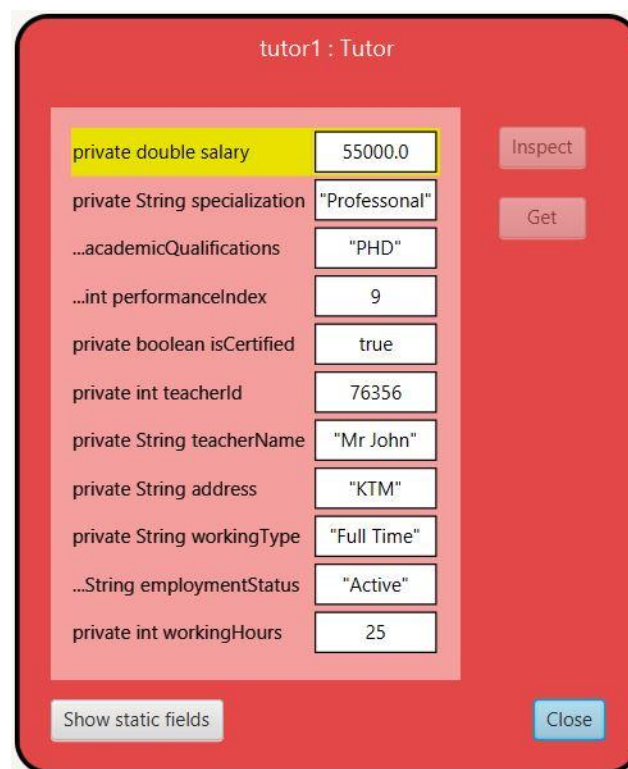 tutor1 : Tutor
private double salary 55000.0
Inspect
private String specialization "Professonal"
Get
...academicQualifications "PHD"
...int performanceIndex 9
private boolean isCertified true
private int teacherId 76356
private String teacherName "Mr John"
private String address "KTM"
private String workingType "Full Time"
...String employmentStatus "Active"
private int workingHours 25
Show static fields
Close